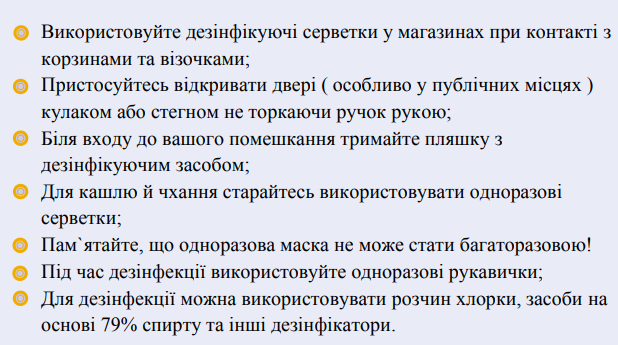 Використовуйте дезінфікуючі серветки у магазинах при контакті з
корзинами та візочками;
Пристосуйтесь відкривати двері ( особливо у публічних місцях )
кулаком або стегном не торкаючи ручок рукою;
Біля входу до вашого помешкання тримайте пляшку з
дезінфікуючим засобом;
Для кашлю й чхання старайтесь використовувати одноразові
серветки;
Пам`ятайте, що одноразова маска не може стати багаторазовою!
Під час дезінфекції використовуйте одноразові рукавички;
Для дезінфекції можна використовувати розчин хлорки, засоби на
основі 79% спирту та інші дезінфікатори.